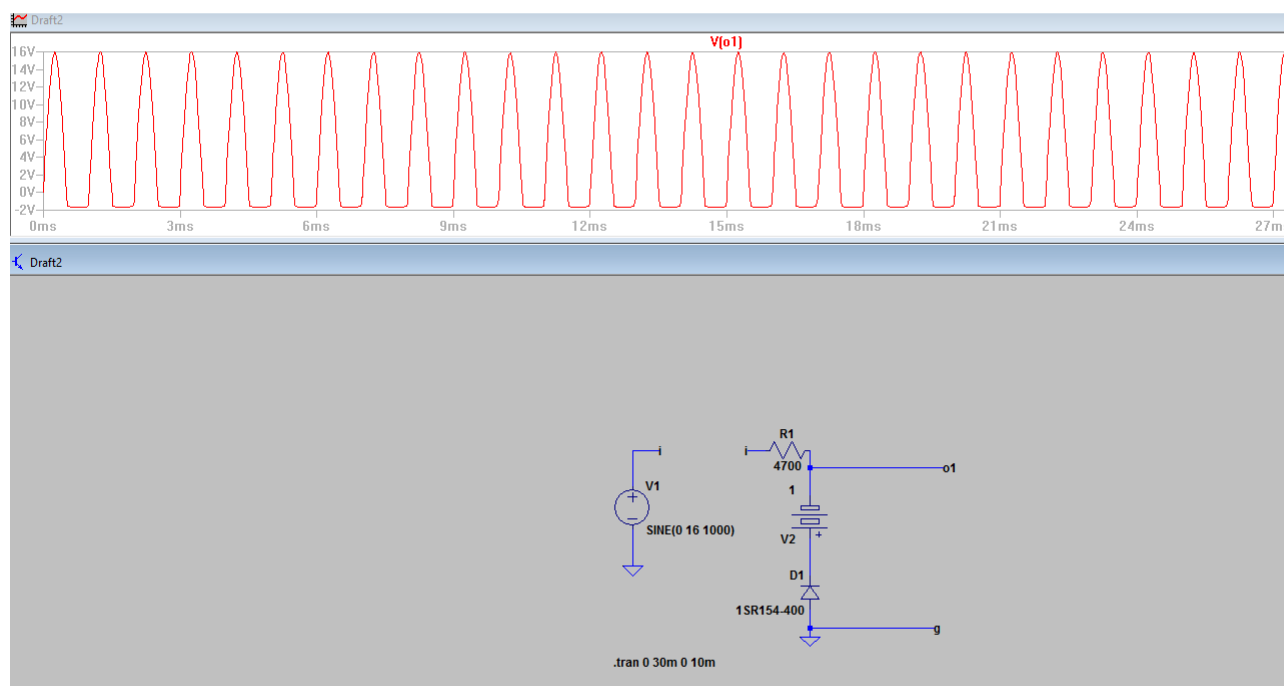 Draft2
V(o1)
16V
14V
12V
10V
8V
6V
4V
2V
0V
-2V
0ms 3ms 6ms 9ms 12ms 15ms 18ms 21ms 24ms 27m
Draft2
R1
i i
4700 o1
V1 1
+
−
SINE(0 16 1000)
V2 +
D1
1SR154-400
g
.tran 0 30m 0 10m